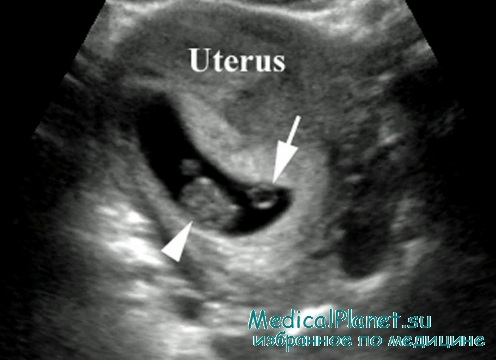 Uterus
MedicalPlanet.su
избранное по медицине